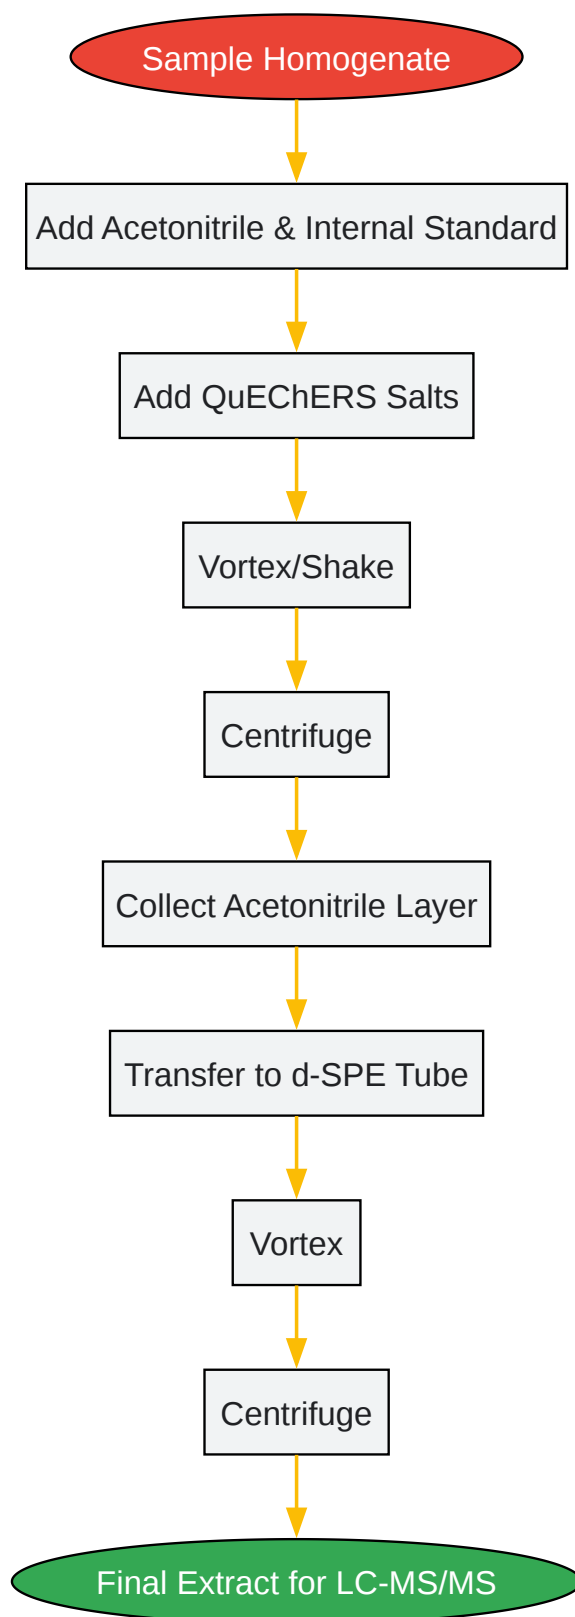 Sample Homogenate
Add Acetonitrile & Internal Standard
Add QuEChERS Salts
Vortex/Shake
Centrifuge
Collect Acetonitrile Layer
Transfer to d-SPE Tube
Vortex
Centrifuge
Final Extract for LC-MS/MS